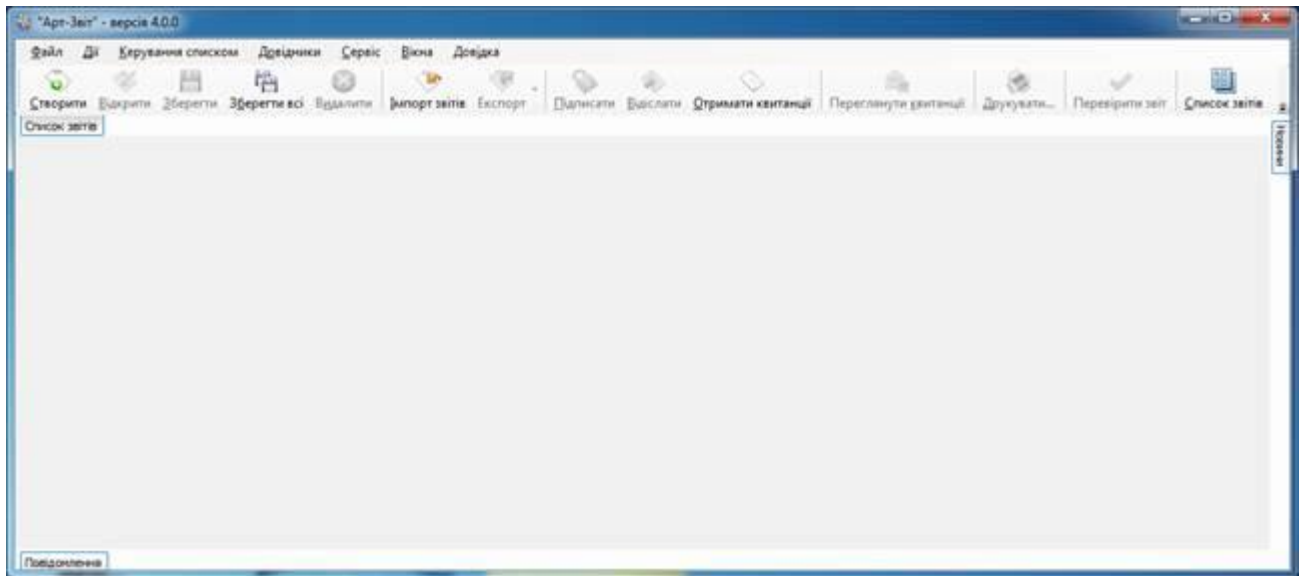 "Арт-Звіт" - версія 4.0.0
Файл Дії Керування списком Довідники Сервіс Вікна Довідка
Створити Відкрити Зберегти Зберегти всі Видалити Імпорт звітів Експорт Підписати Вислати Отримати квитанції Переглянути квитанції Друкувати... Перевірити звіт Список звітів
Список звітів
Новини
Повідомлення